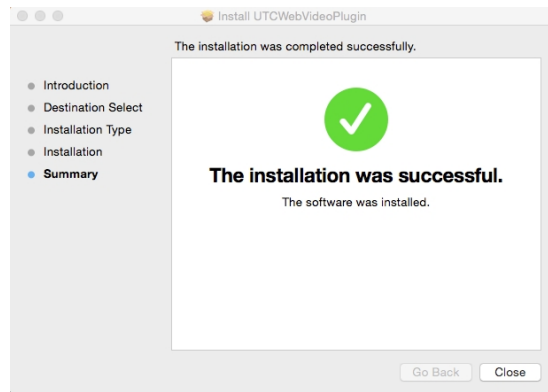 Install UTCWebVideoPlugin
The installation was completed successfully.
Introduction
Destination Select
Installation Type
Installation
Summary
The installation was successful.
The software was installed.
Go Back
Close